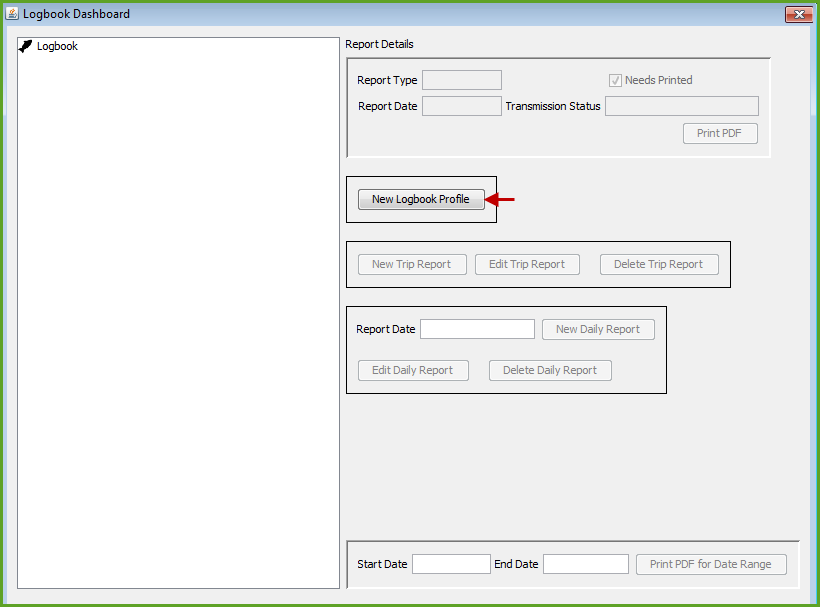 Logbook Dashboard
Logbook
Report Details
Report Type
Needs Printed
Report Date
Transmission Status
Print PDF
New Logbook Profile
New Trip Report
Edit Trip Report
Delete Trip Report
Report Date
New Daily Report
Edit Daily Report
Delete Daily Report
Start Date
End Date
Print PDF for Date Range